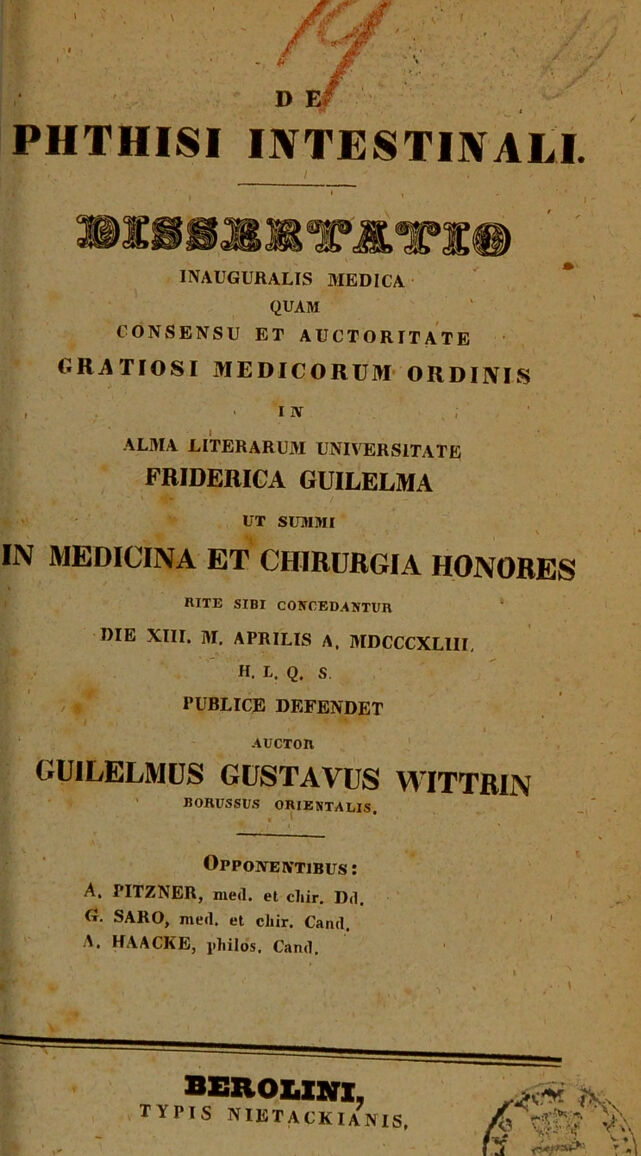 19
19
DE
PHTHISI INTESTINALI.
DISSERTATIO
INAUGURALIS MEDICA
QUAM
CONSENSU ET AUCTORITATE
GRATIOSI MEDICORUM ORDINIS
IN
ALMA LITERARUM UNIVERSITATE
FRIDERICA GUILELMA
UT SUMMI
IN MEDICINA ET CHIRURGIA HONORES
RITE SIBI CONCEDANTUR
DIE XIII. M. APRILIS A. MDCCCXLIII.
H. L. Q. S.
PUBLICE DEFENDET
AUCTOR
GUILELMUS GUSTAVUS WITTRIN
BORUSSUS ORIENTALIS.
OPPONENTIBUS:
A. PITZNER, med. et chir. Dd.
G. SARO, med. et chir. Cand.
A. HAACKE, philos. Cand.
BEROLINI,
TYPIS NIETACKIANIS.